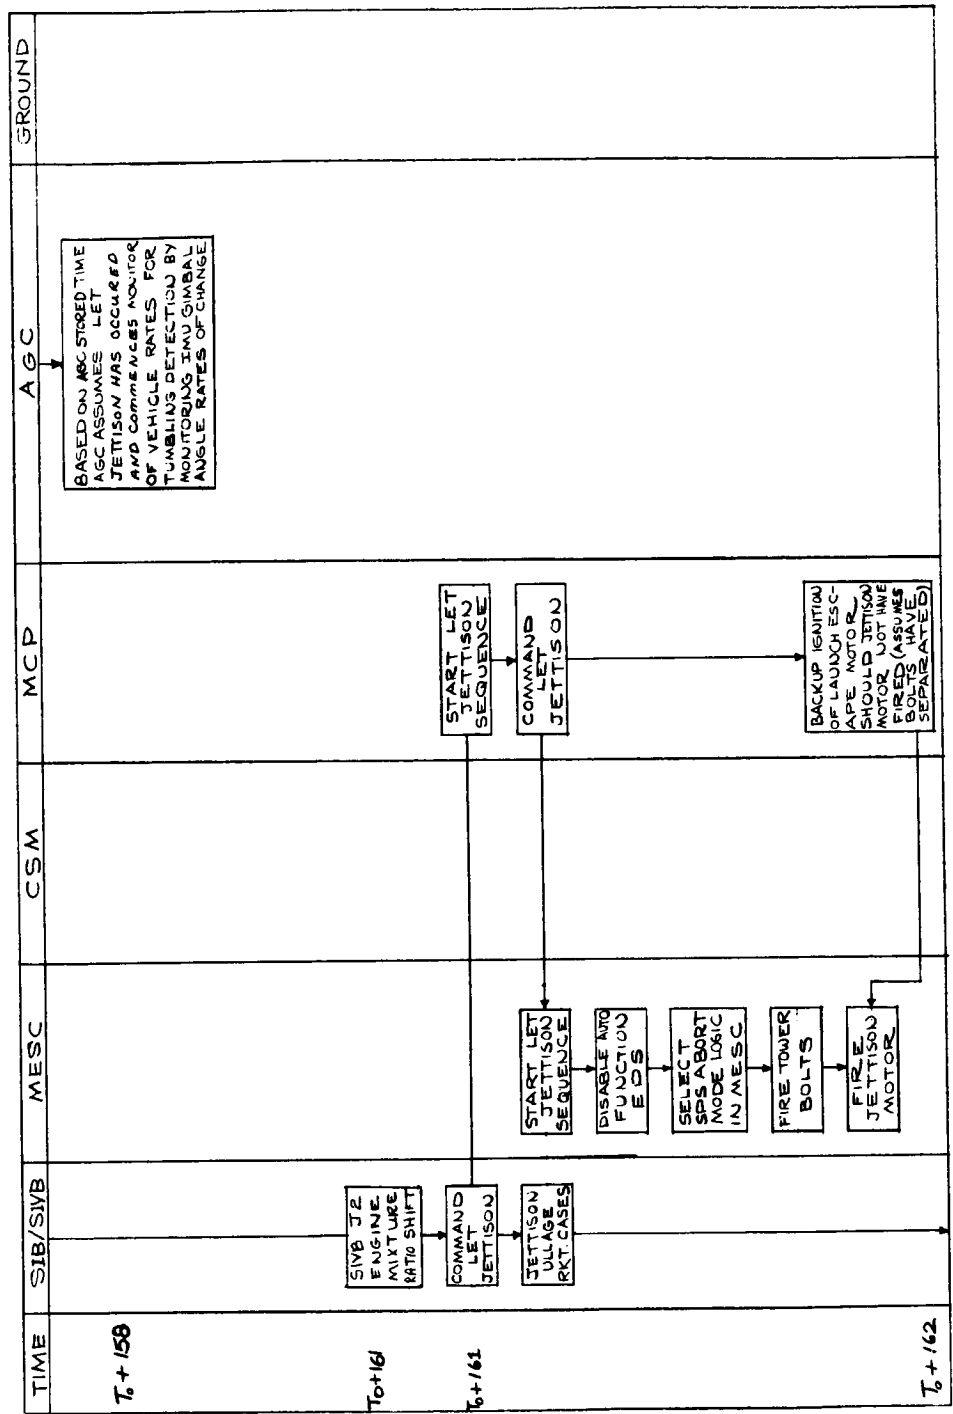 TIME
SIB/SIVB
MESC
CSM
MCP
AGC
GROUND
To + 158
BASED ON AGC STORED TIME
AGC ASSUMES LET
JETTISON HAS OCCURED
AND COMMENCES MONITOR
OF VEHICLE RATES FOR
TUMBLING DETECTION BY
MONITORING IMU GIMBAL
ANGLE RATES OF CHANGE
To+161
SIVB J2
ENGINE
MIXTURE
RATIO SHIFT
To+161
COMMAND
LET
JETTISON
START LET
JETTISON
SEQUENCE
JETTISON
ULLAGE
RKT. CASES
START LET
JETTISON
SEQUENCE
COMMAND
LET
JETTISON
DISABLE AUTO
FUNCTION
EDS
SELECT
SPS ABORT
MODE LOGIC
IN MESC
FIRE TOWER
BOLTS
FIRE
JETTISON
MOTOR
BACKUP IGNITION
OF LAUNCH ESC-
APE MOTOR
SHOULD JETTISON
MOTOR NOT HAVE
FIRED (ASSUMES
BOLTS HAVE
SEPARATED)
To + 162